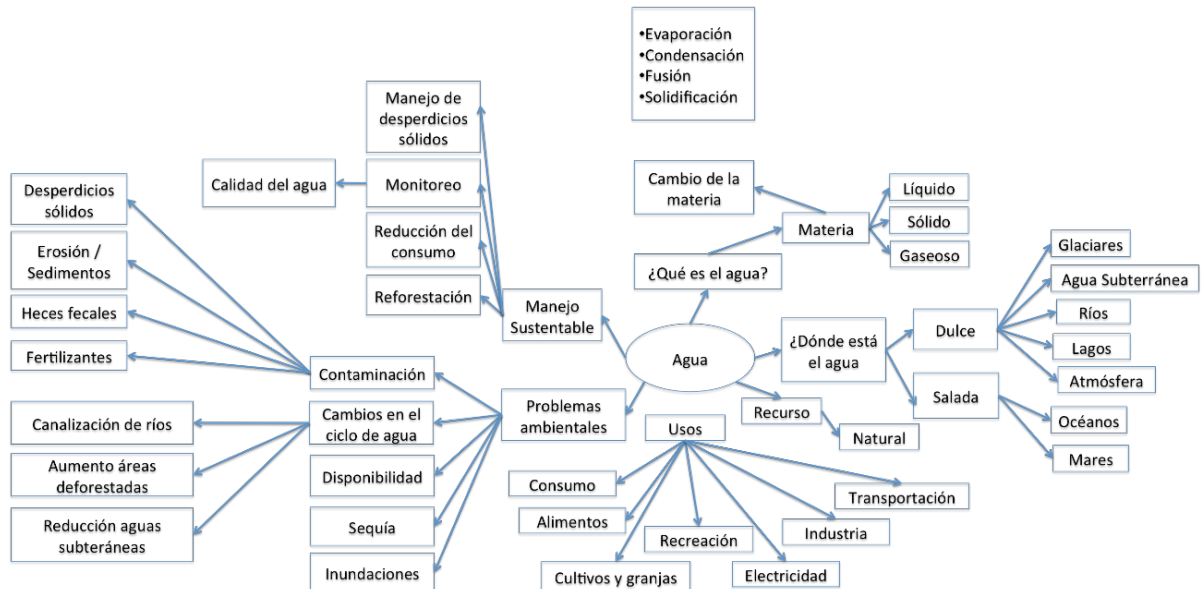 •Evaporación
•Condensación
•Fusión
•Solidificación
Manejo de
desperdicios
sólidos
Calidad del agua
Monitoreo
Reducción del
consumo
Reforestación
Manejo
Sustentable
Desperdicios
sólidos
Erosión /
Sedimentos
Heces fecales
Fertilizantes
Contaminación
Canalización de ríos
Aumento áreas
deforestadas
Reducción aguas
subteráneas
Cambios en el
ciclo de agua
Disponibilidad
Sequía
Inundaciones
Problemas
ambientales
Agua
Cambio de la
materia
¿Qué es el agua?
Materia
Líquido
Sólido
Gaseoso
¿Dónde está
el agua
Dulce
Salada
Glaciares
Agua Subterránea
Ríos
Lagos
Atmósfera
Océanos
Mares
Recurso
Natural
Usos
Consumo
Alimentos
Cultivos y granjas
Recreación
Electricidad
Industria
Transportación